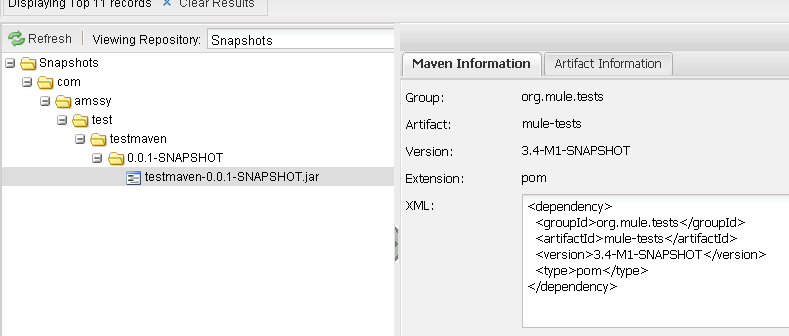 Displaying Top 11 records
Clear Results
Refresh
Viewing Repository:
Snapshots
Snapshots
com
amssy
test
testmaven
0.0.1-SNAPSHOT
testmaven-0.0.1-SNAPSHOT.jar
Maven Information
Artifact Information
Group: org.mule.tests
Artifact: mule-tests
Version: 3.4-M1-SNAPSHOT
Extension: pom
XML:
<dependency>
<groupId>org.mule.tests</groupId>
<artifactId>mule-tests</artifactId>
<version>3.4-M1-SNAPSHOT</version>
<type>pom</type>
</dependency>